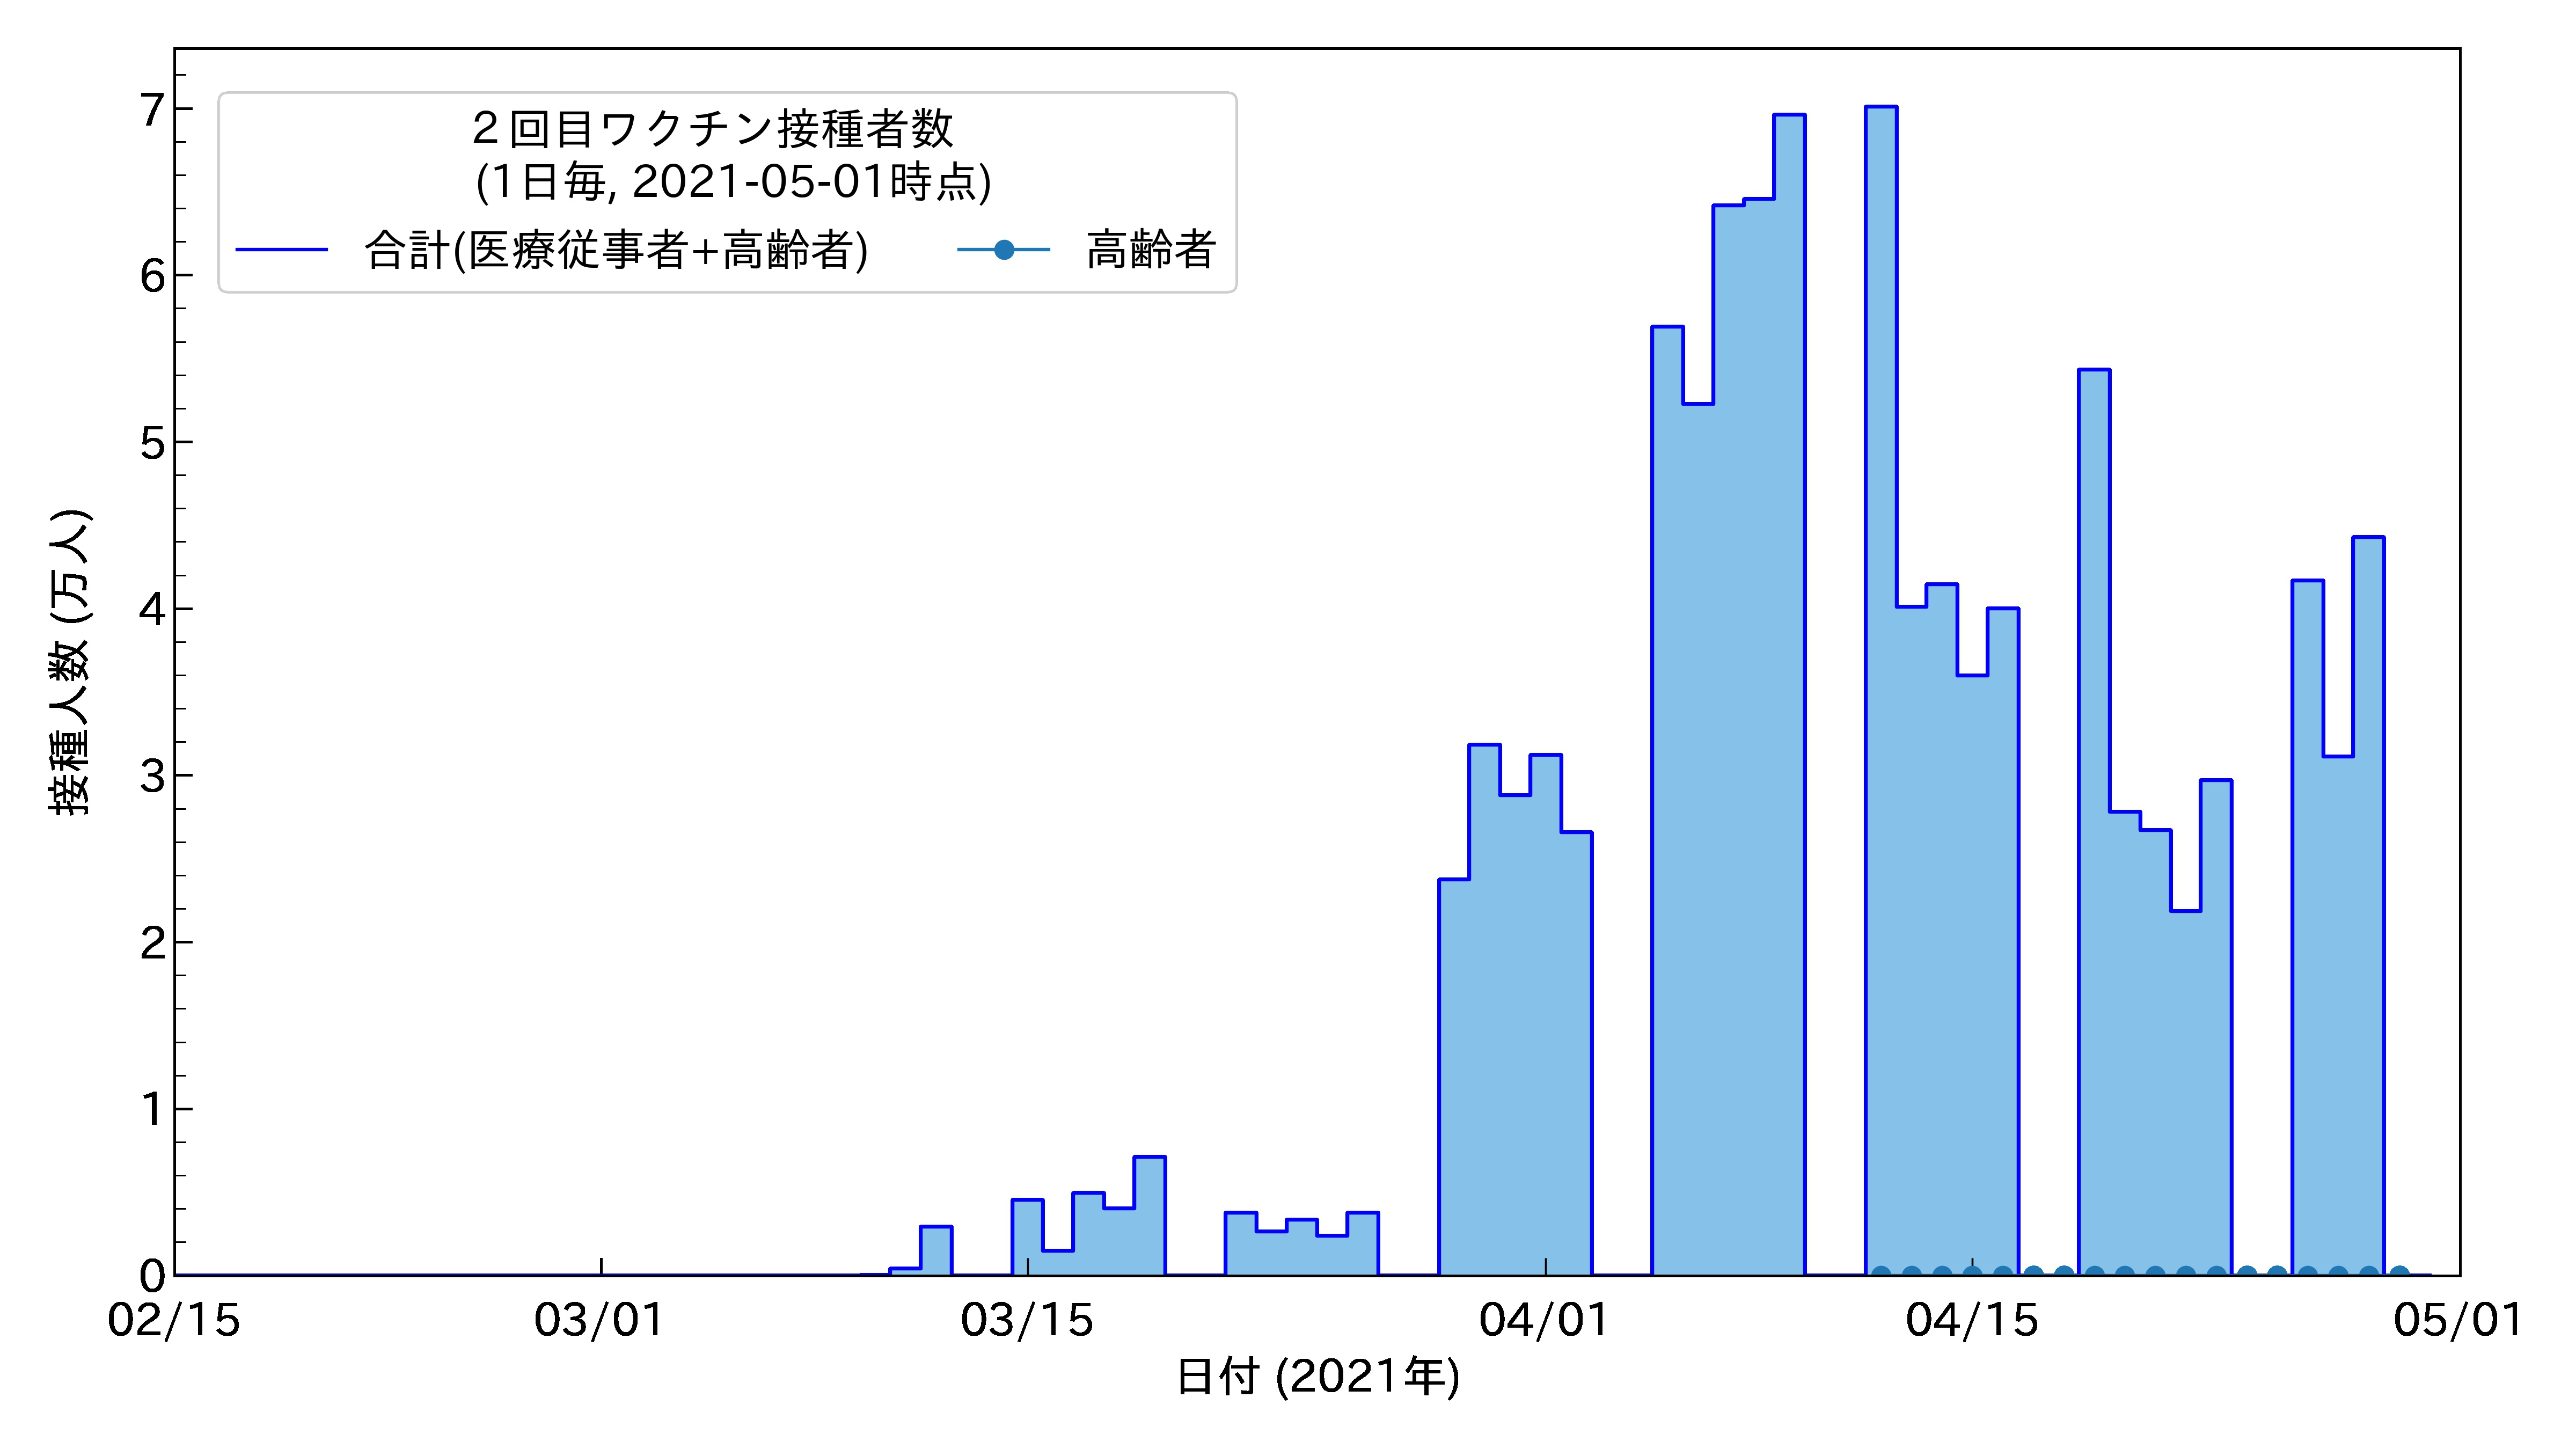 ２回目ワクチン接種者数
(1日毎, 2021-05-01時点)
合計(医療従事者+高齢者)
高齢者
接種人数 (万人)
7
6
5
4
3
2
1
0
02/15
03/01
03/15
04/01
04/15
05/01
日付 (2021年)